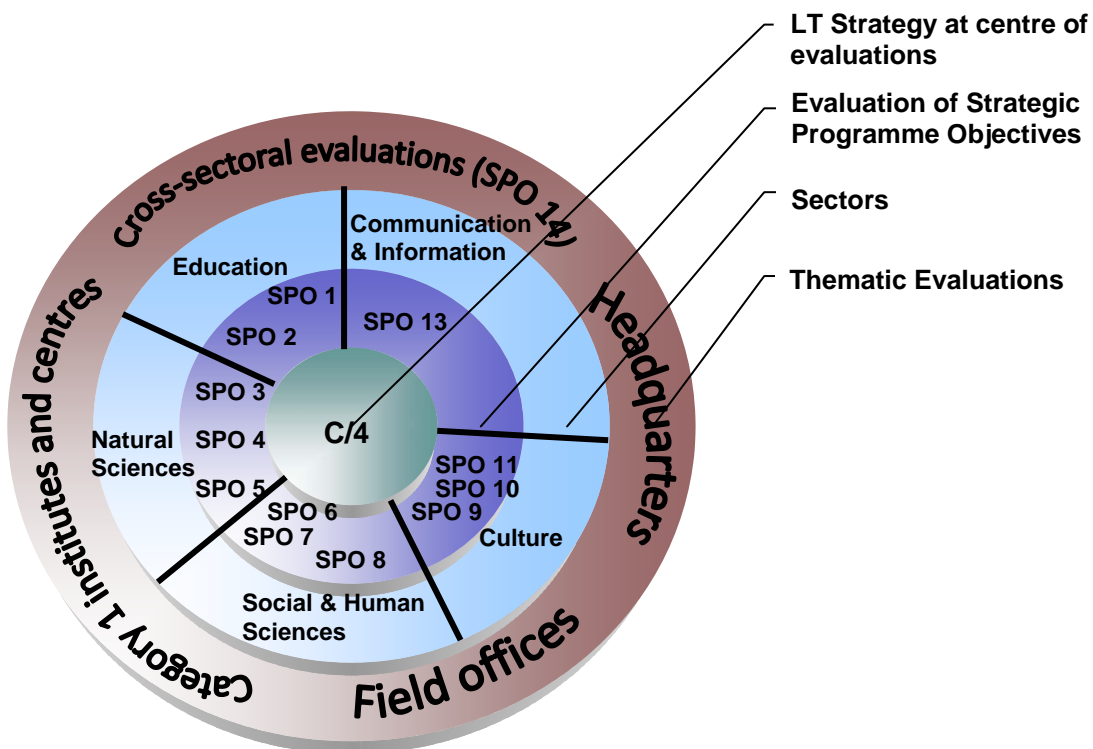 LT Strategy at centre of
evaluations
Evaluation of Strategic
Programme Objectives
Sectors
Thematic Evaluations
Cross-sectoral evaluations (SPO 14)
Headquarters
Field offices
Category 1 institutes and centres
Communication
& Information
Education
SPO 1
SPO 2
SPO 13
SPO 3
Natural
Sciences
SPO 4
SPO 5
C/4
SPO 11
SPO 10
SPO 9
Culture
SPO 6
SPO 7
SPO 8
Social & Human
Sciences